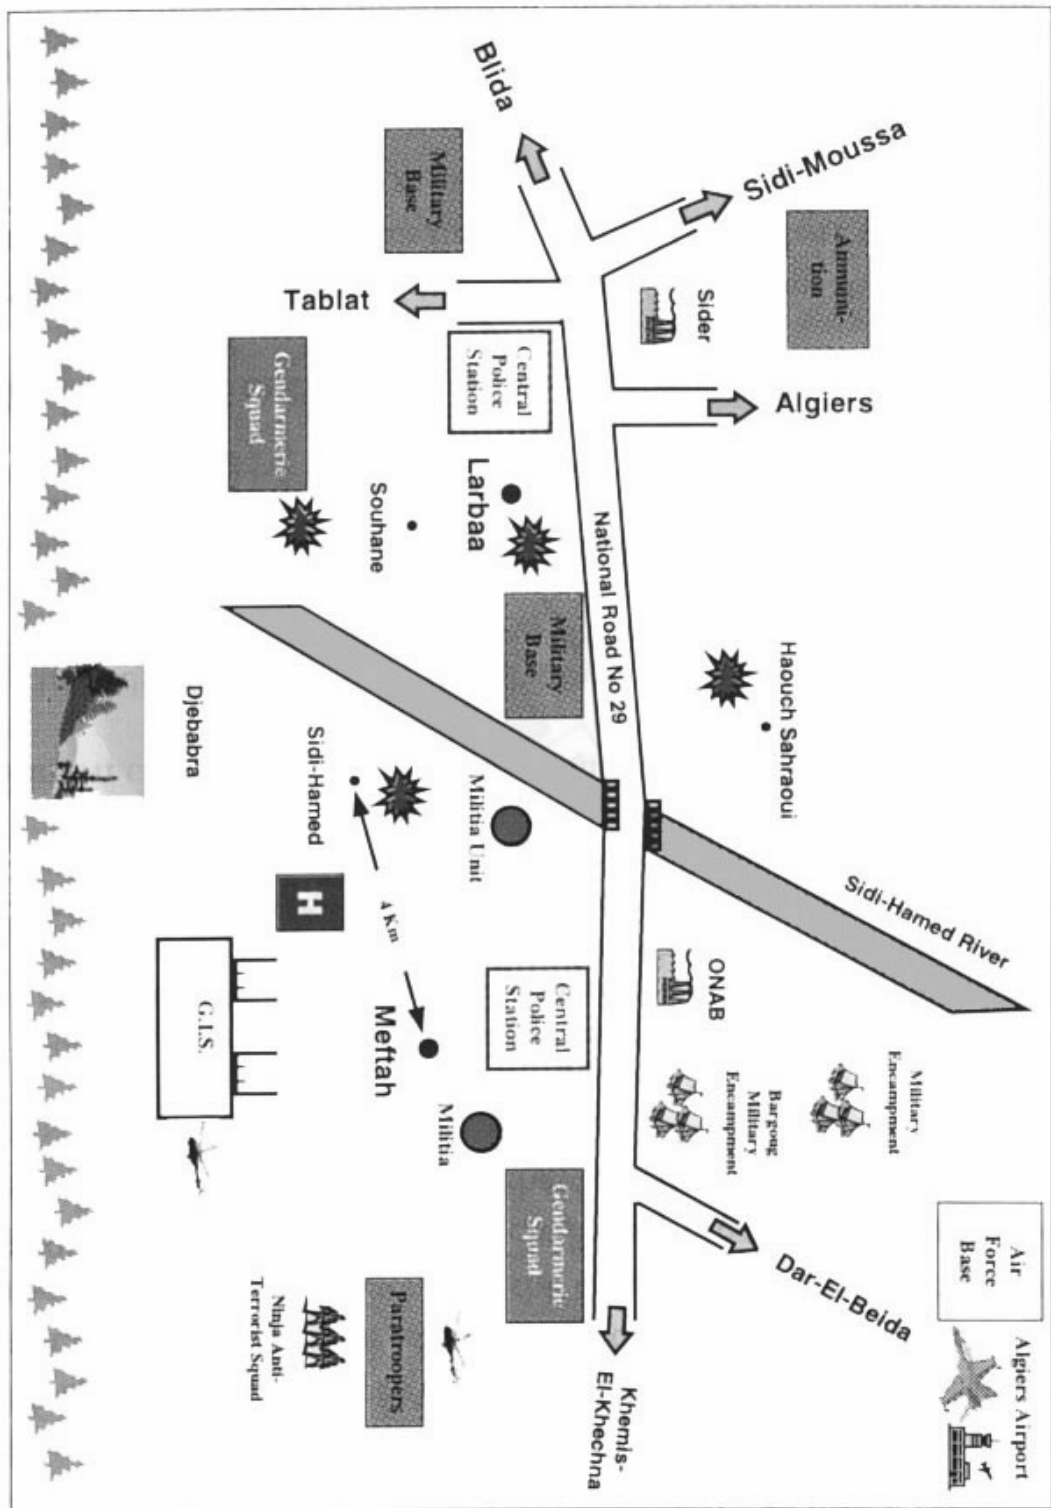 Blida
Sidi-Moussa
Military
Base
Ammuni-
tion
Tablat
Sider
Algiers
Central
Police
Station
Gendarmerie
Squad
Larbaa
Souhane
National Road No 29
Military
Base
Haouch Sahraoui
Djebabra
Sidi-Hamed
Militia Unit
Sidi-Hamed River
H
4 Km
ONAB
Central
Police
Station
Meftah
G.I.S.
Military
Encampment
Bargoug
Military
Encampment
Militia
Gendarmerie
Squad
Dar-El-Beida
Air
Force
Base
Algiers Airport
Paratroopers
Ninja Anti-
Terrorist Squad
Khemis-
El-Khechna